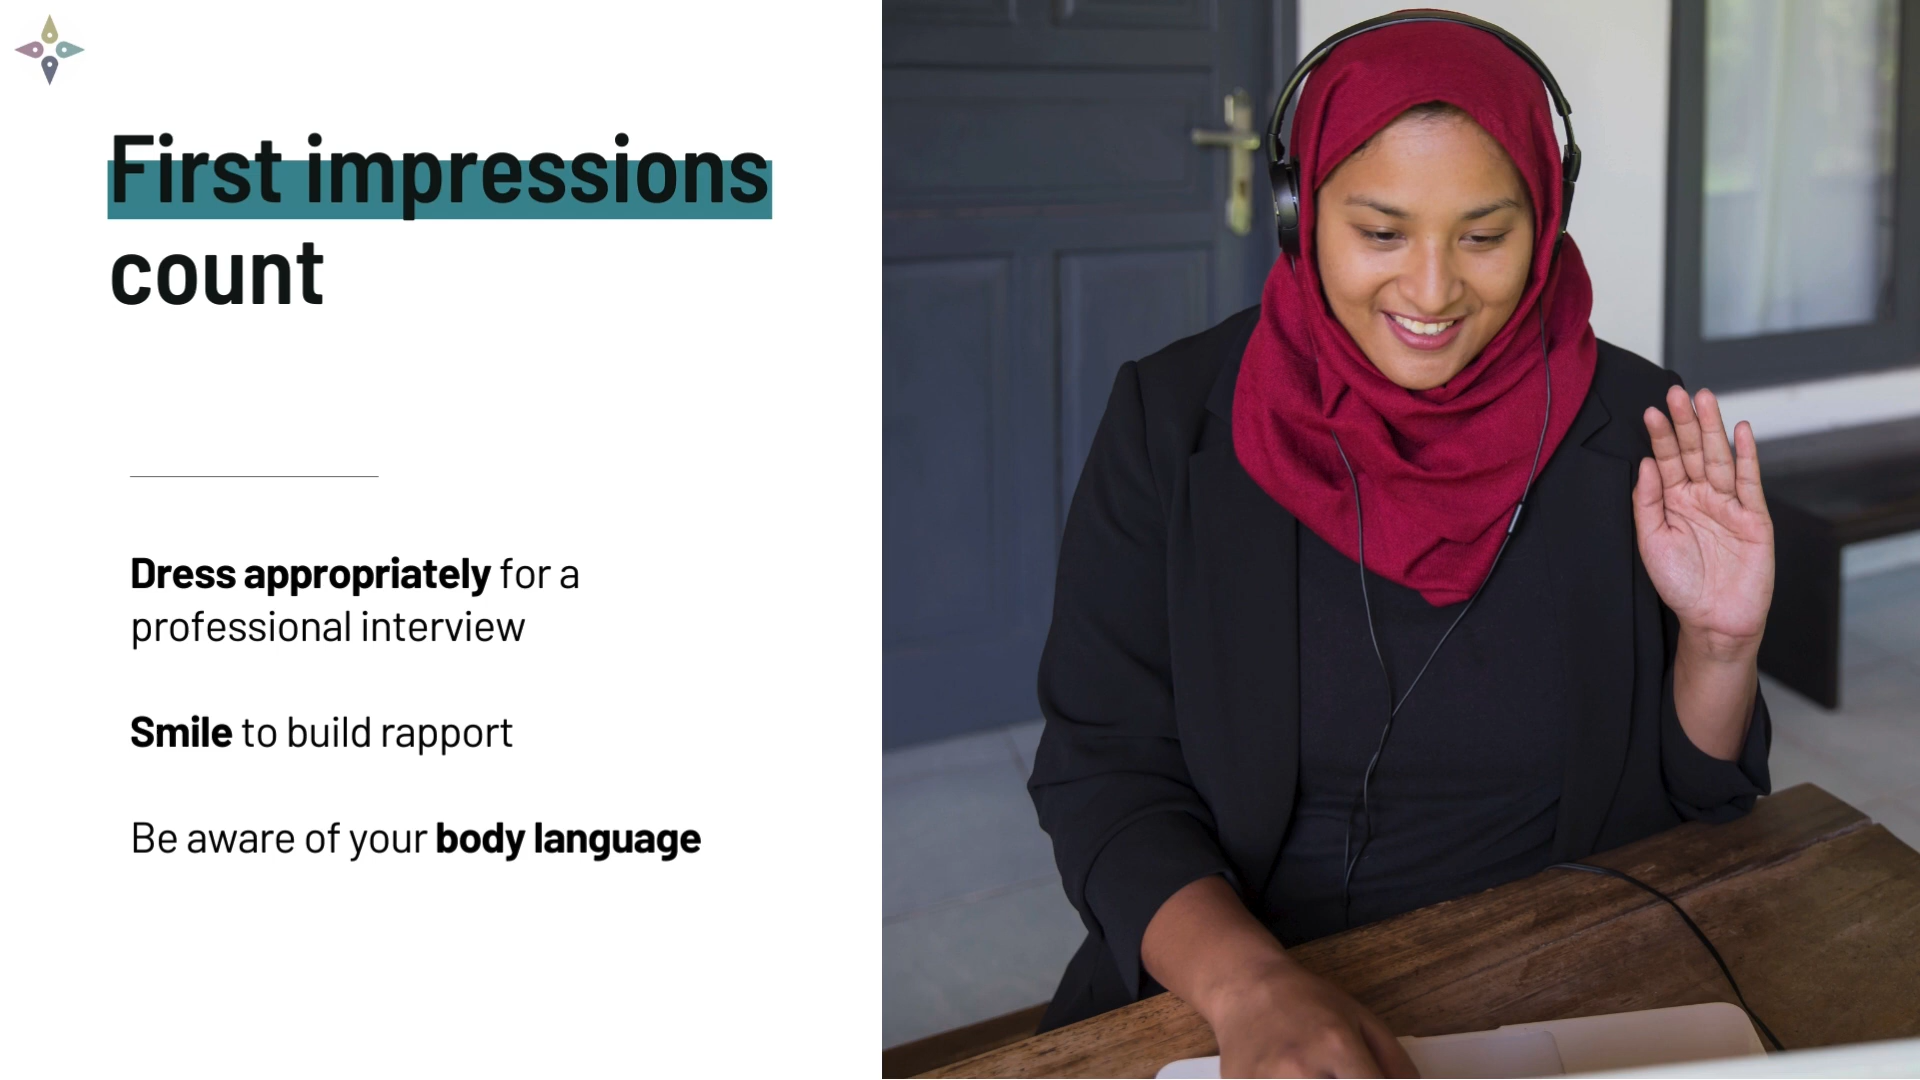 First impressions
count
Dress appropriately for a
professional interview
Smile to build rapport
Be aware of your body language